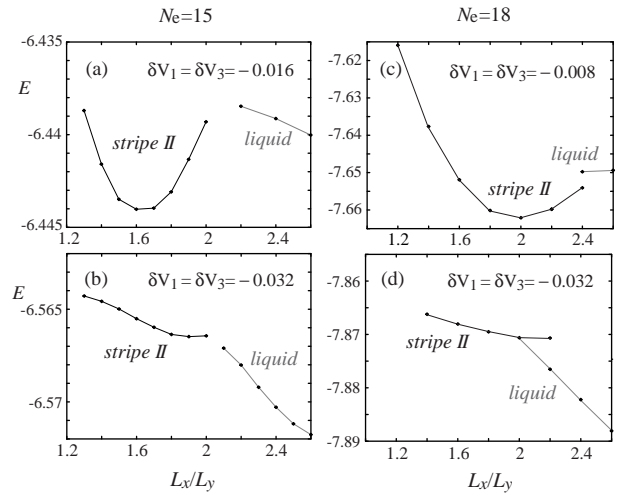 Ne=15
Ne=18
-6.435
(a)
δV1 = δV3= − 0.016
E
-6.44
stripe II
liquid
-6.445
1.2 1.6 2 2.4
-7.62
(c)
δV1 = δV3= − 0.008
-7.63
-7.64
liquid
-7.65
stripe II
-7.66
1.2 1.6 2 2.4
(b)
δV1 = δV3= − 0.032
E
-6.565
liquid
stripe II
-6.57
1.2 1.6 2 2.4
Lx/Ly
-7.86
(d)
δV1 = δV3= − 0.032
-7.87
stripe II
-7.88
liquid
-7.89
1.2 1.6 2 2.4
Lx/Ly